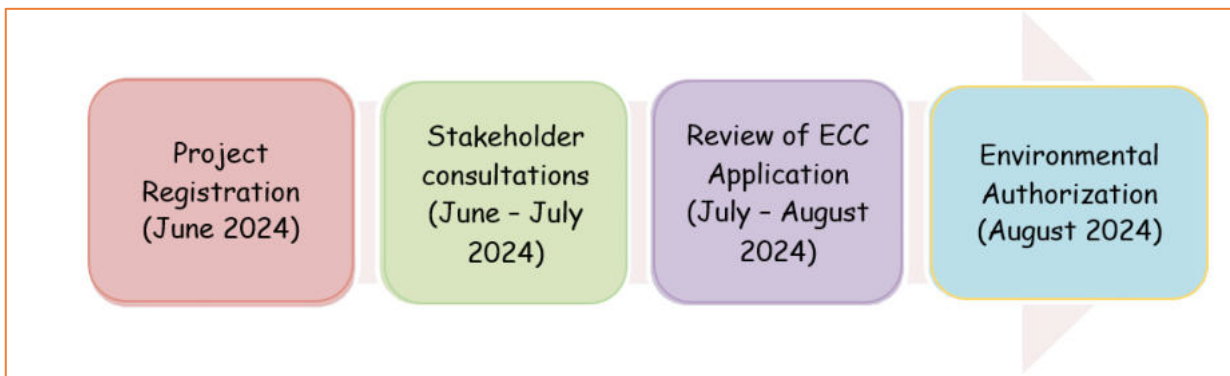 Project
Registration
(June 2024)
Stakeholder
consultations
(June – July
2024)
Review of ECC
Application
(July – August
2024)
Environmental
Authorization
(August 2024)